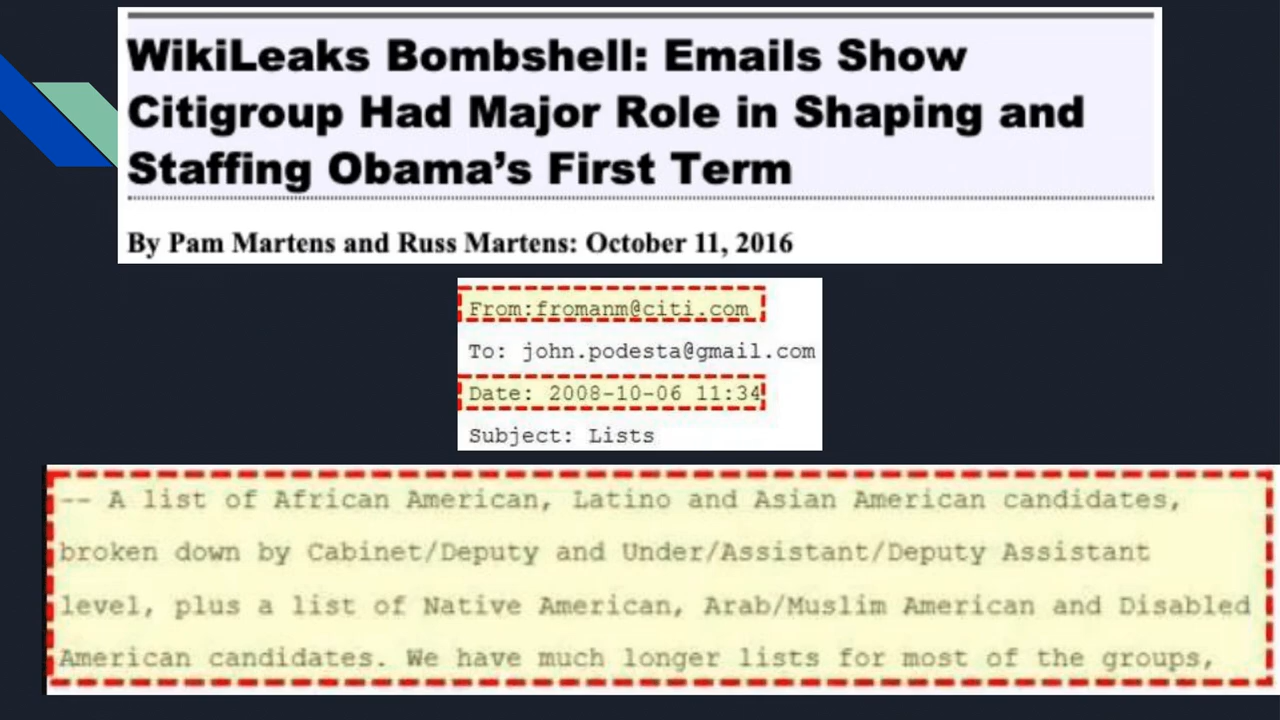 WikiLeaks Bombshell: Emails Show
Citigroup Had Major Role in Shaping and
Staffing Obama's First Term
By Pam Martens and Russ Martens: October 11, 2016
From:fromanm@citi.com
To: john.podesta@gmail.com
Date: 2008-10-06 11:34
Subject: Lists
-- A list of African American, Latino and Asian American candidates,
broken down by Cabinet/Deputy and Under/Assistant/Deputy Assistant
level, plus a list of Native American, Arab/Muslim American and Disabled
American candidates. We have much longer lists for most of the groups,